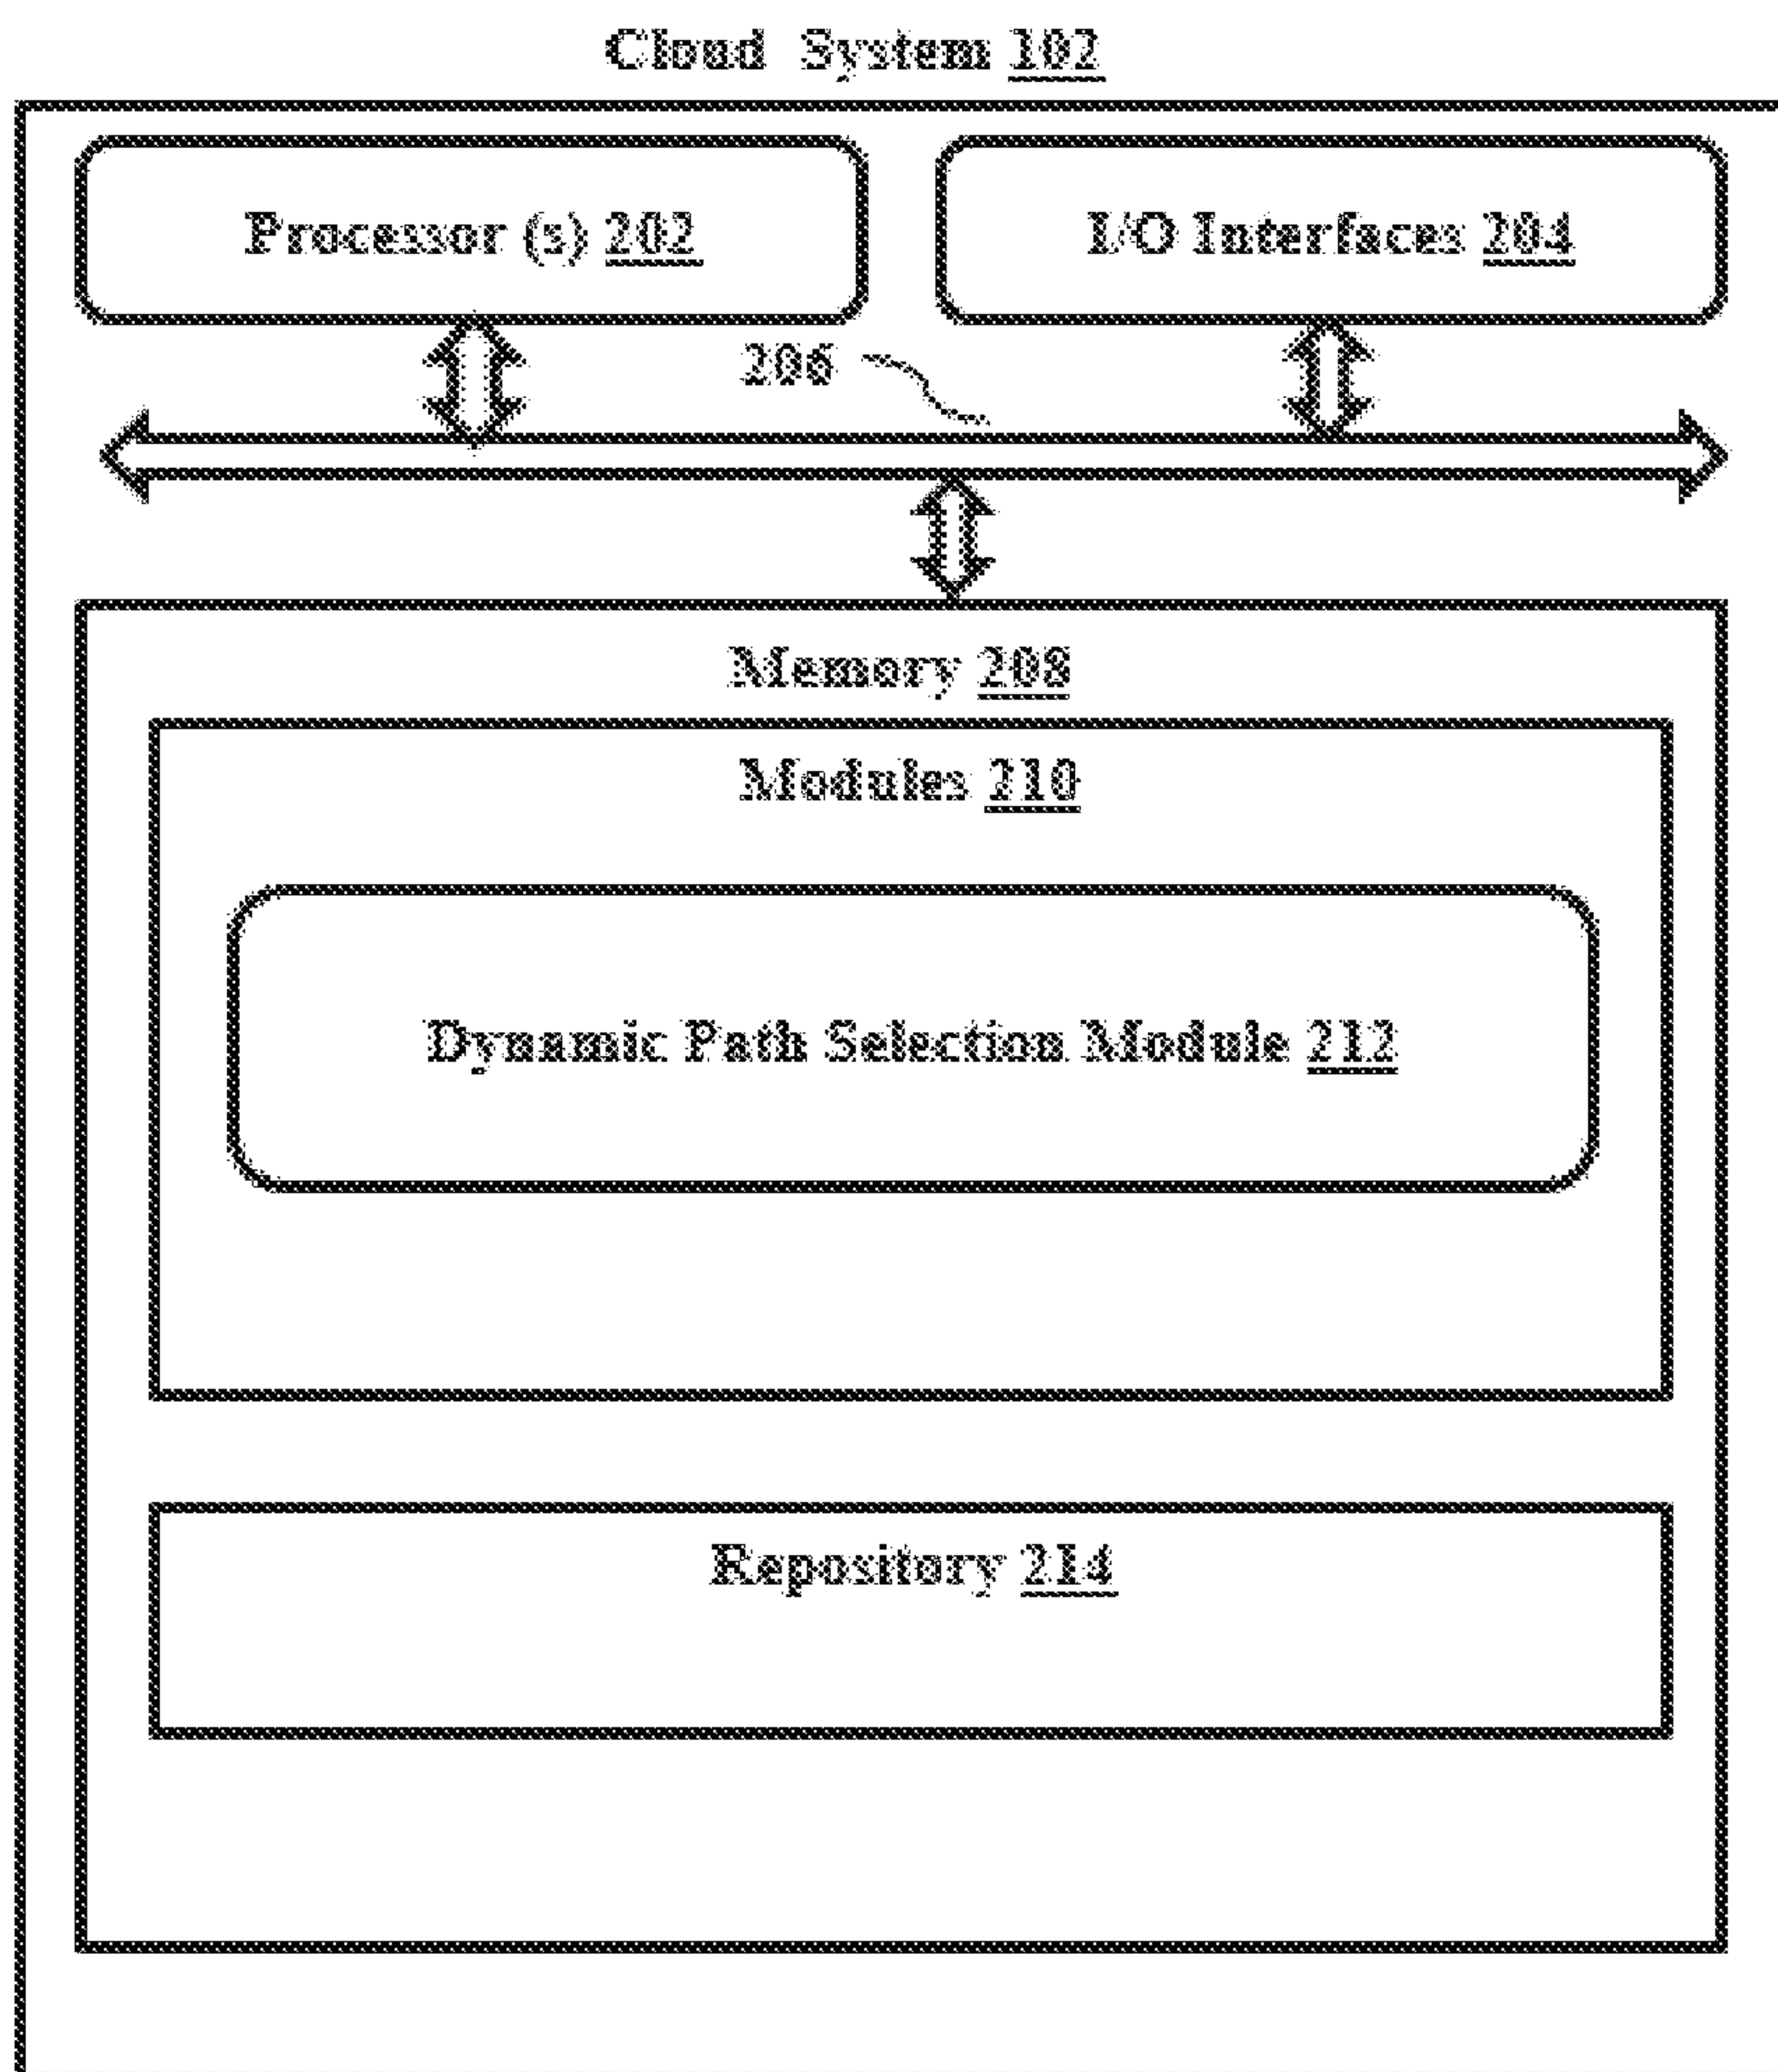 Cloud System 102
Processor (s) 202
I/O Interfaces 204
206
Memory 208
Modules 210
Dynamic Path Selection Module 212
Repository 214